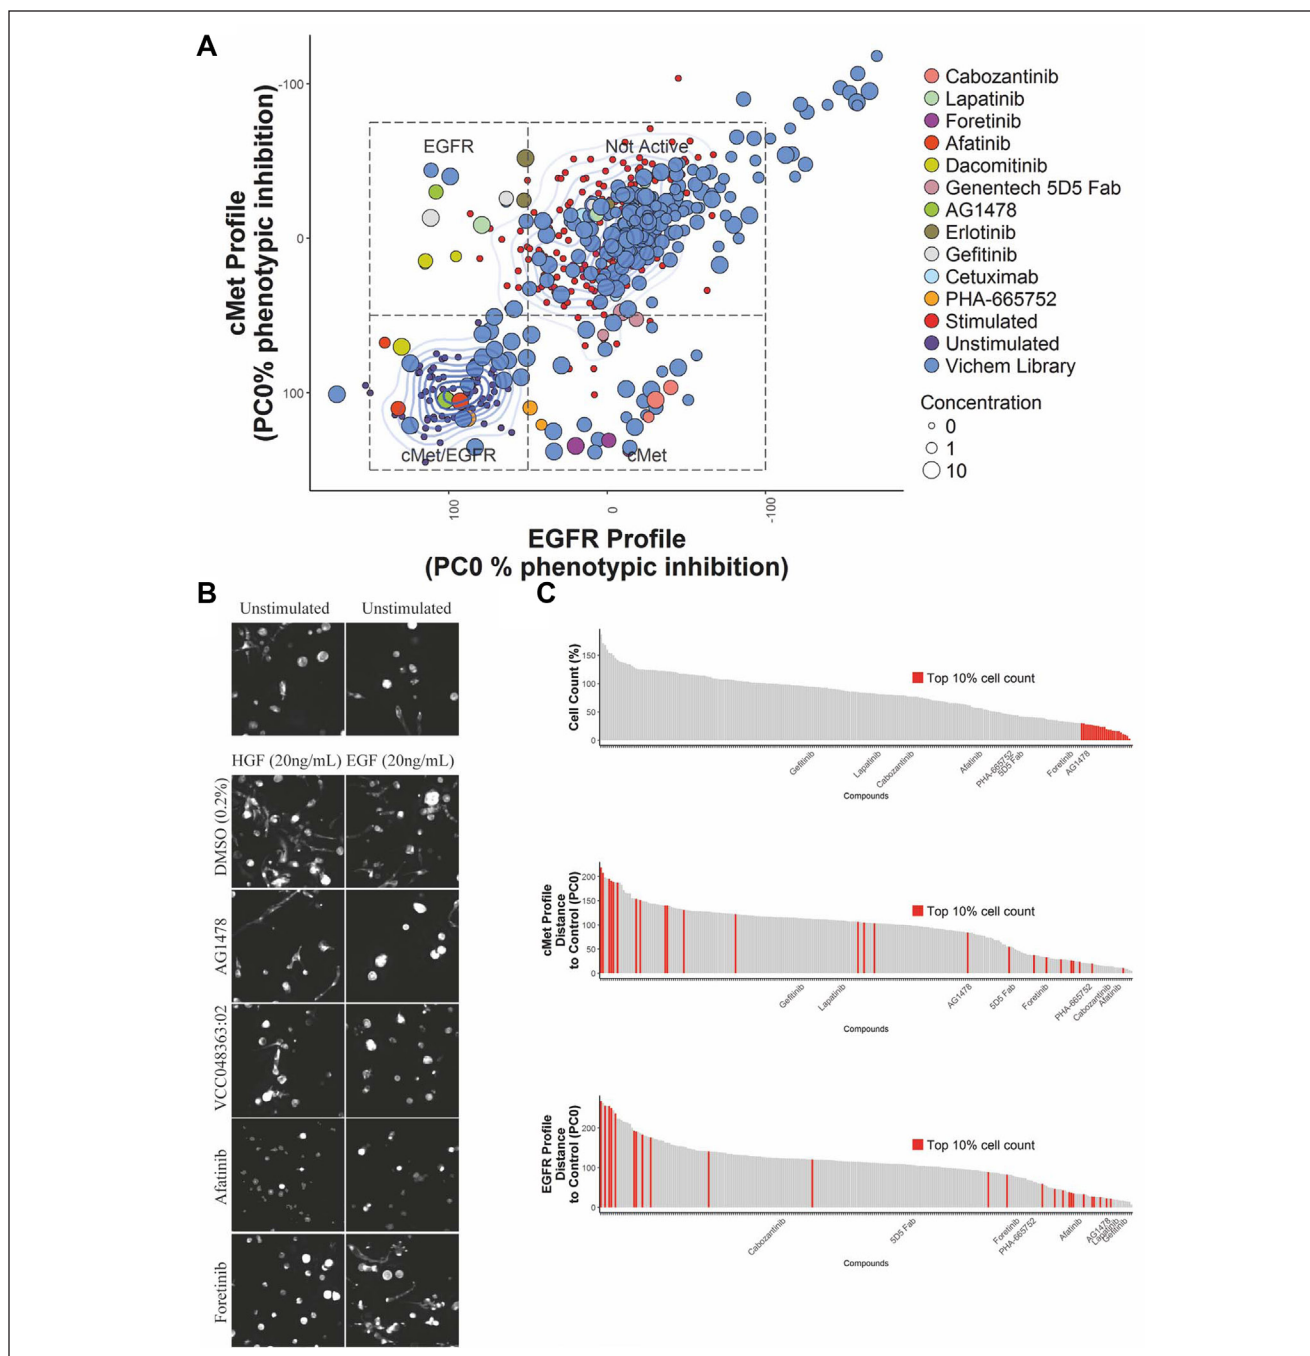 A
cMet Profile
(PC0% phenotypic inhibition)
-100
0
100
EGFR
Not Active
cMet/EGFR
cMet
100
0
-100
EGFR Profile
(PC0 % phenotypic inhibition)
Cabozantinib
Lapatinib
Foretinib
Afatinib
Dacomitinib
Genentech 5D5 Fab
AG1478
Erlotinib
Gefitinib
Cetuximab
PHA-665752
Stimulated
Unstimulated
Vichem Library
Concentration
0
1
10
B
Unstimulated Unstimulated
HGF (20ng/mL) EGF (20ng/mL)
DMSO (0.2%)
AG1478
VCC048363:02
Afatinib
Foretinib
C
Cell Count (%)
150
100
50
0
Top 10% cell count
Gefitinib
Lapatinib
Cabozantinib
Afatinib
PHA-665752
5D5 Fab
Foretinib
AG1478
Compounds
cMet Profile
Distance
to Control (PC0)
200
150
100
50
0
Top 10% cell count
Gefitinib
Lapatinib
AG1478
5D5 Fab
Foretinib
PHA-665752
Cabozantinib
Afatinib
Compounds
EGFR Profile
Distance
to Control (PC0)
200
100
0
Top 10% cell count
Cabozantinib
5D5 Fab
Foretinib
PHA-665752
Afatinib
AG1478
Lapatinib
Gefitinib
Compounds